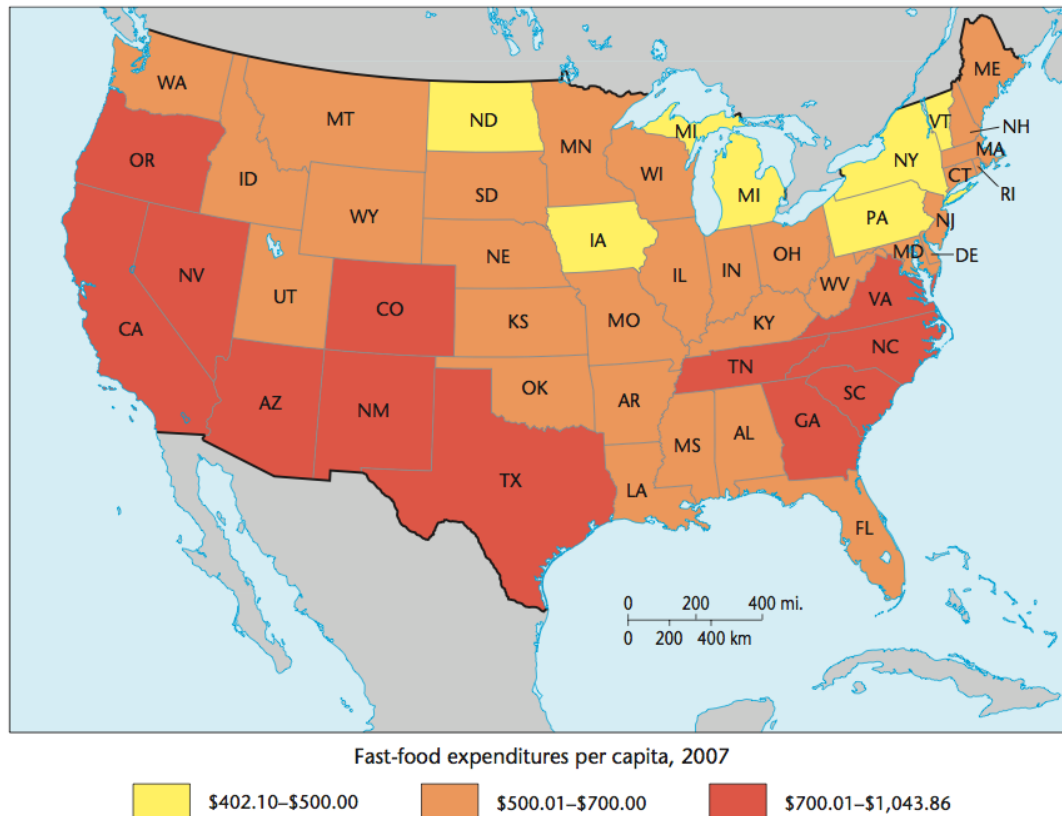 WA
MT
ND
MN
MI
ME
VT
NH
MA
NY
CT
RI
OR
ID
WY
SD
WI
MI
PA
NJ
NE
IA
IL
IN
OH
MD
DE
WV
NV
UT
CO
KS
MO
KY
VA
CA
AZ
NM
OK
AR
TN
NC
SC
GA
MS
AL
TX
LA
FL
0 200 400 mi.
0 200 400 km
Fast-food expenditures per capita, 2007
$402.10–$500.00
$500.01–$700.00
$700.01–$1,043.86